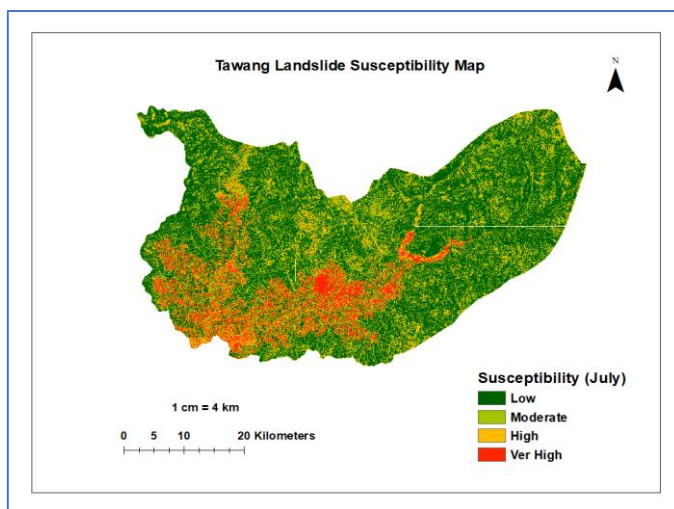 Tawang Landslide Susceptibility Map
N
Susceptibility (July)
Low
Moderate
High
Ver High
1 cm = 4 km
0 5 10 20 Kilometers